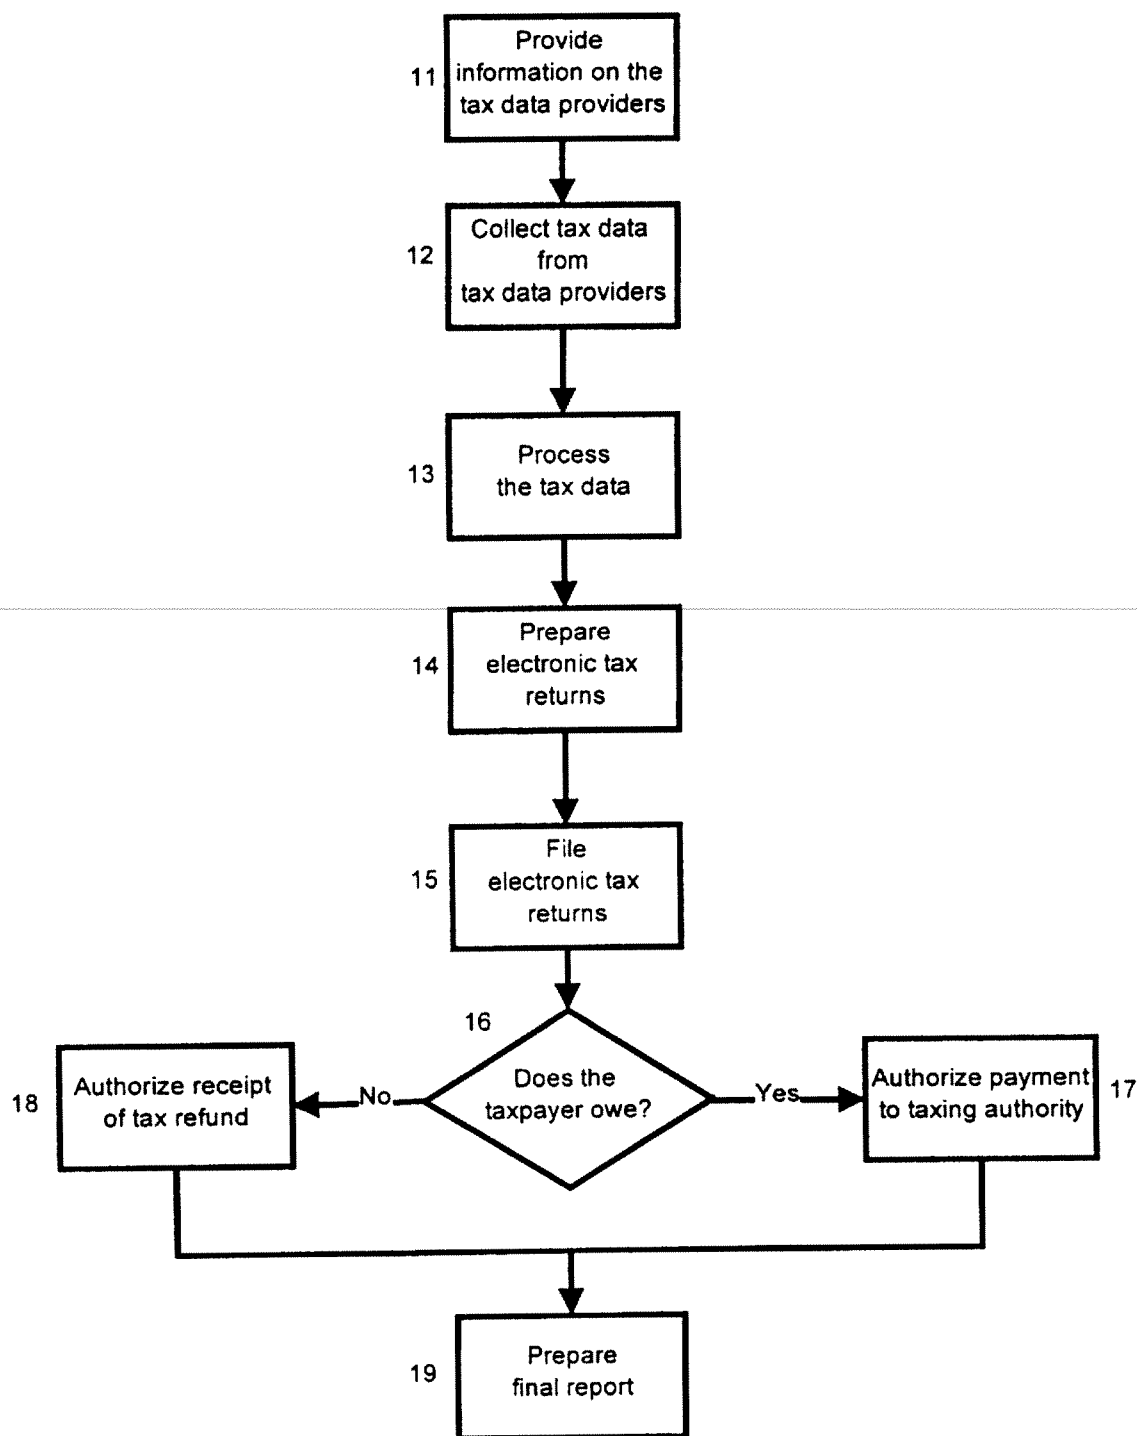 Provide
information on the
tax data providers
11
Collect tax data
from
tax data providers
12
Process
the tax data
13
Prepare
electronic tax
returns
14
File
electronic tax
returns
15
16
Does the
taxpayer owe?
No
Yes
Authorize receipt
of tax refund
18
Authorize payment
to taxing authority
17
Prepare
final report
19